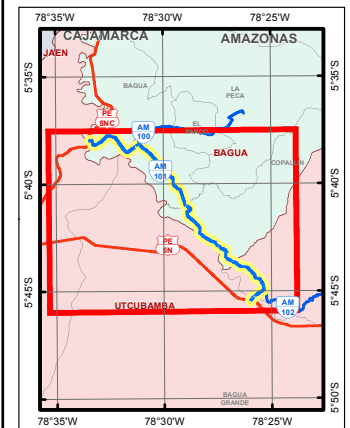 78°35'W 78°30'W 78°25'W
CAJAMARCA AMAZONAS
JAEN
5°35'S 5°35'S
BAGUA
LA
PECA
PE
5NC
AM
100
EL
AM
101
BAGUA
COPALLIN
5°40'S 5°40'S
PE
5N
5°45'S 5°45'S
UTCUBAMBA
AM
102
BAGUA
GRANDE
5°50'S 5°50'S
78°35'W 78°30'W 78°25'W